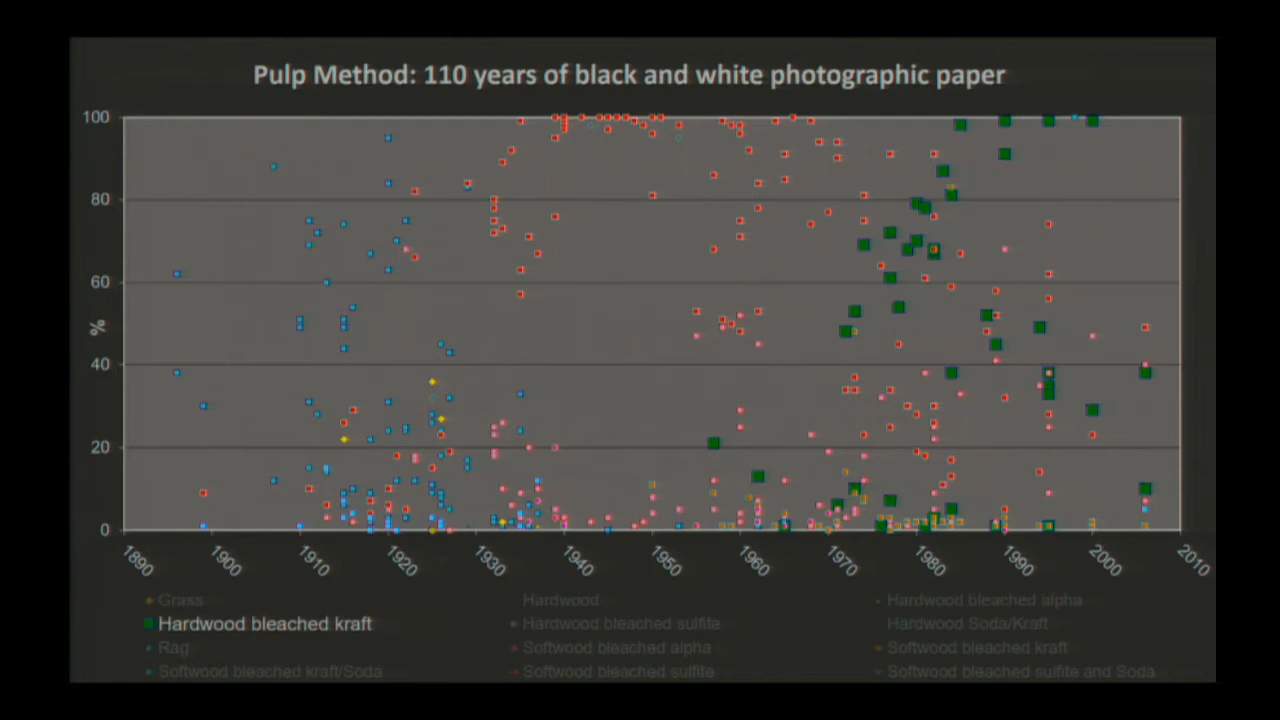 Pulp Method: 110 years of black and white photographic paper
100
80
60
%
40
20
0
1890 1900 1910 1920 1930 1940 1950 1960 1970 1980 1990 2000 2010
Grass Hardwood Hardwood bleached alpha
Hardwood bleached kraft Hardwood bleached sulfite Hardwood Soda/Kraft
Rag Softwood bleached alpha Softwood bleached kraft
Softwood bleached kraft/Soda Softwood bleached sulfite Softwood bleached sulfite and Soda